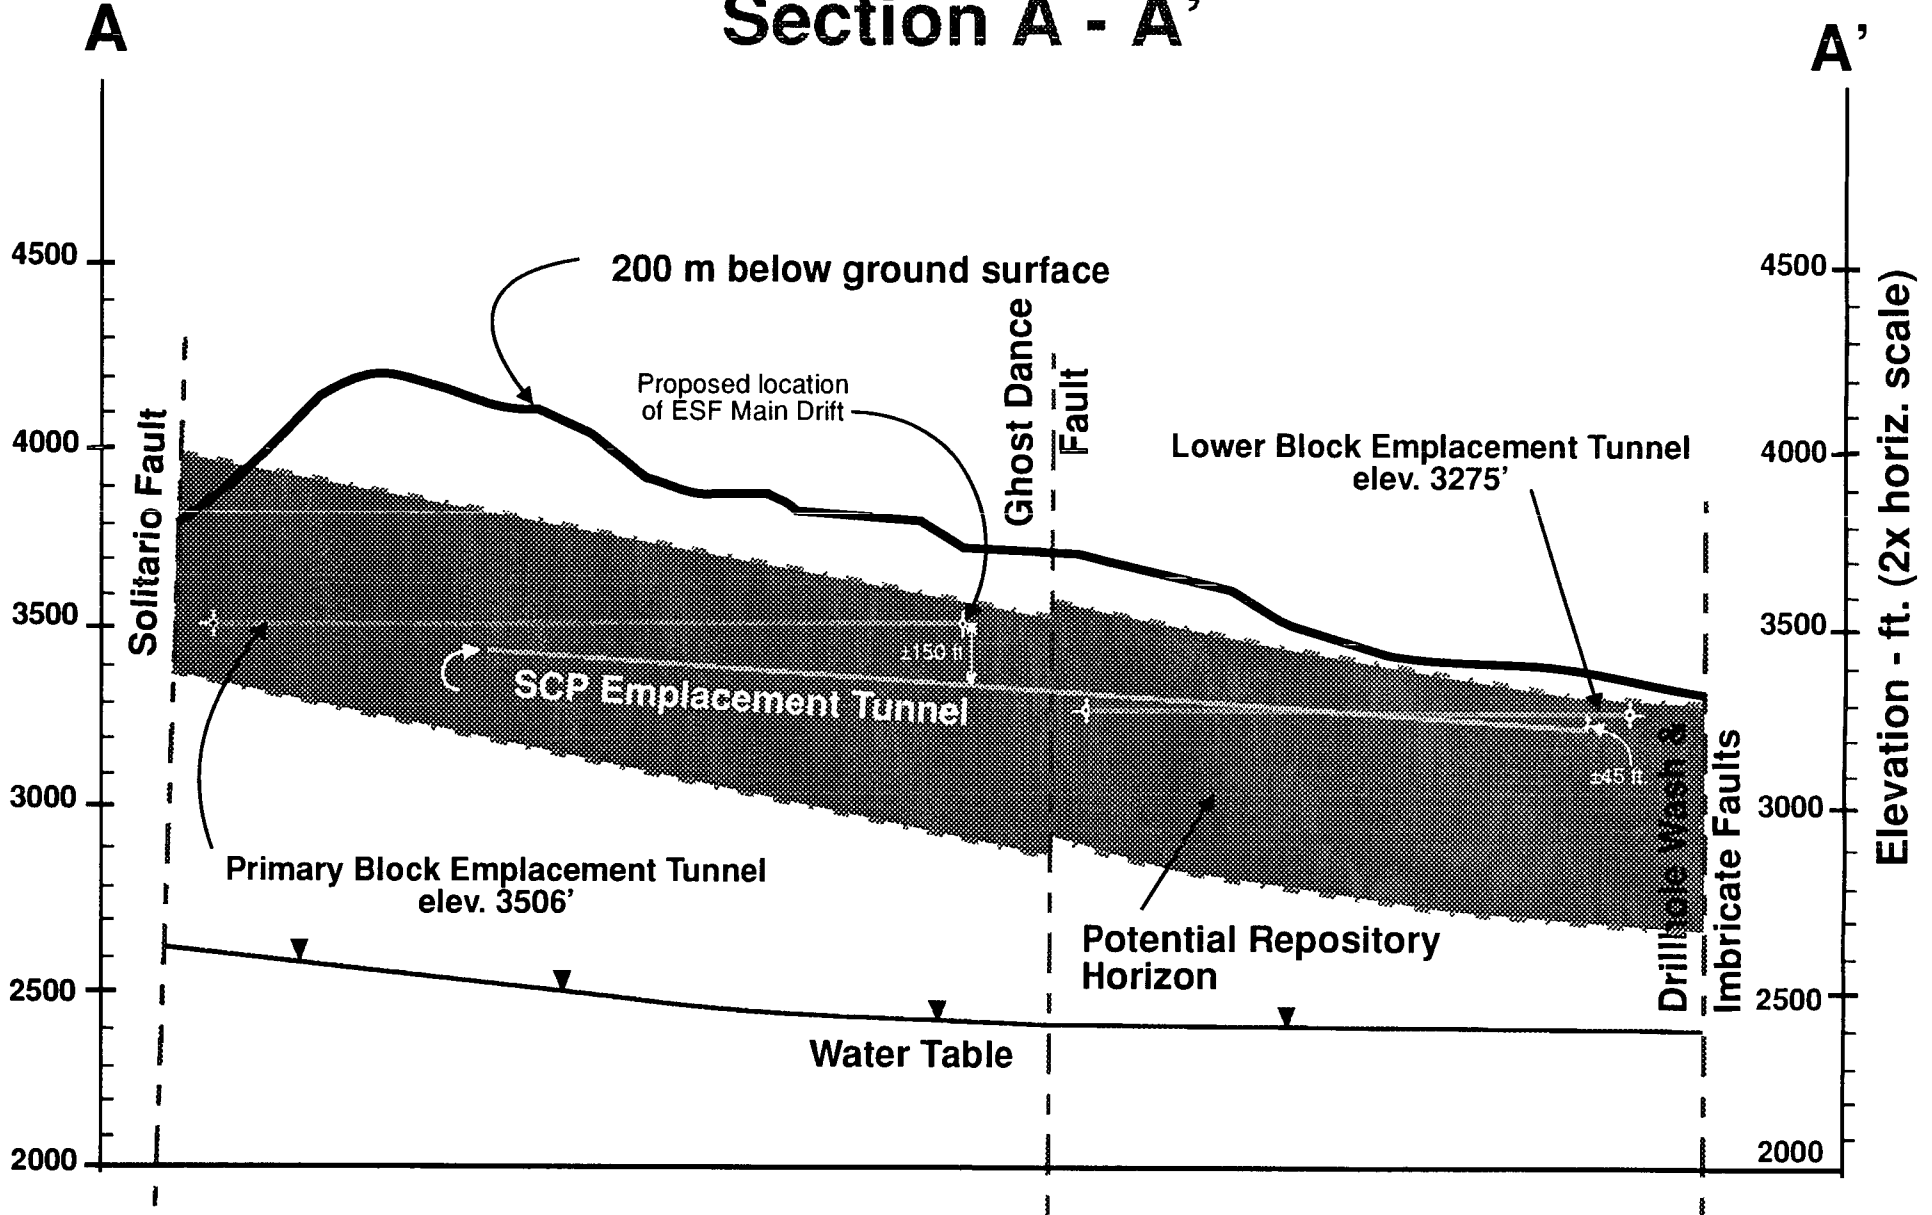 Section A - A’
A
A’
4500
4000
3500
3000
2500
2000
Solitario Fault
200 m below ground surface
Proposed location
of ESF Main Drift
Ghost Dance
Fault
Lower Block Emplacement Tunnel
elev. 3275’
±150 ft
SCP Emplacement Tunnel
±45 ft
Primary Block Emplacement Tunnel
elev. 3506’
Potential Repository
Horizon
Water Table
Drillhole Wash &
Imbricate Faults
4500
4000
3500
3000
2500
2000
Elevation - ft. (2x horiz. scale)